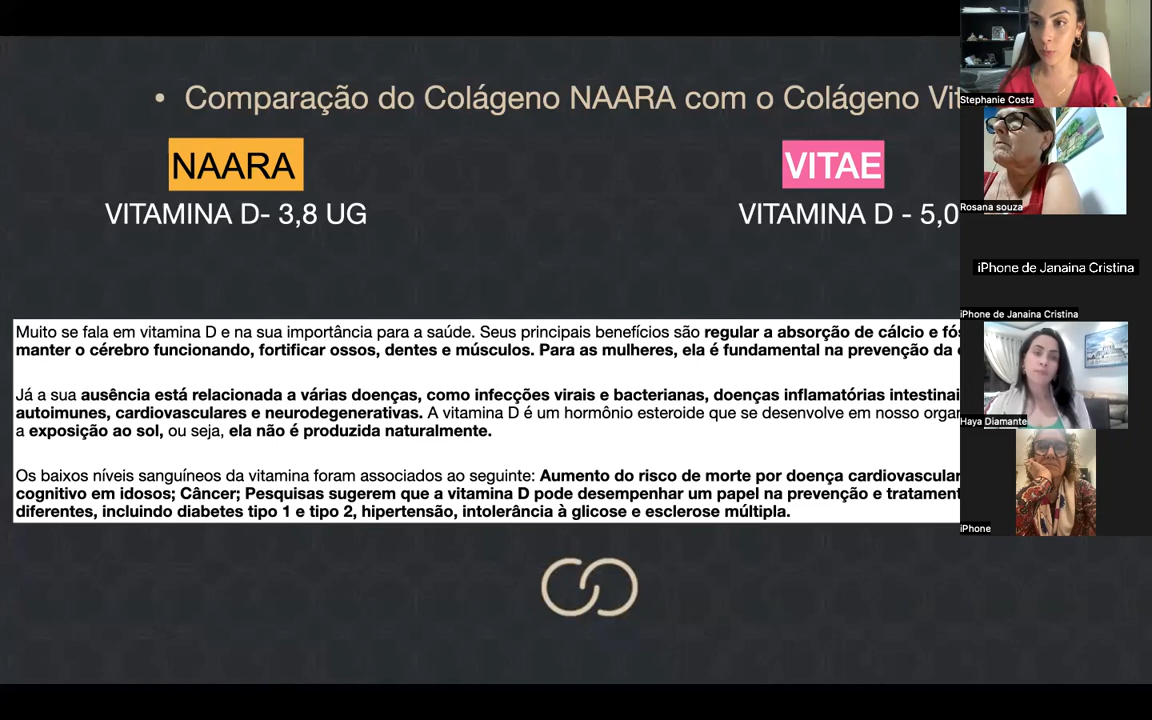 • Comparação do Colágeno NAARA com o Colágeno
NAARA
VITAE
VITAMINA D- 3,8 UG
VITAMINA D - 5,0
Muito se fala em vitamina D e na sua importância para a saúde. Seus principais benefícios são regular a absorção de cálcio e
manter o cérebro funcionando, fortificar ossos, dentes e músculos. Para as mulheres, ela é fundamental na prevenção da
Já a sua ausência está relacionada a várias doenças, como infecções virais e bacterianas, doenças inflamatórias
autoimunes, cardiovasculares e neurodegenerativas. A vitamina D é um hormônio esteroide que se desenvolve em nosso
a exposição ao sol, ou seja, ela não é produzida naturalmente.
Os baixos níveis sanguíneos da vitamina foram associados ao seguinte: Aumento do risco de morte por doença cardiovascular
cognitivo em idosos; Câncer; Pesquisas sugerem que a vitamina D pode desempenhar um papel na prevenção e
diferentes, incluindo diabetes tipo 1 e tipo 2, hipertensão, intolerância à glicose e esclerose múltipla.
Stephanie Costa
Rosana souza
iPhone de Janaina Cristina
iPhone de Janaina Cristina
Haya Diamante
iPhone